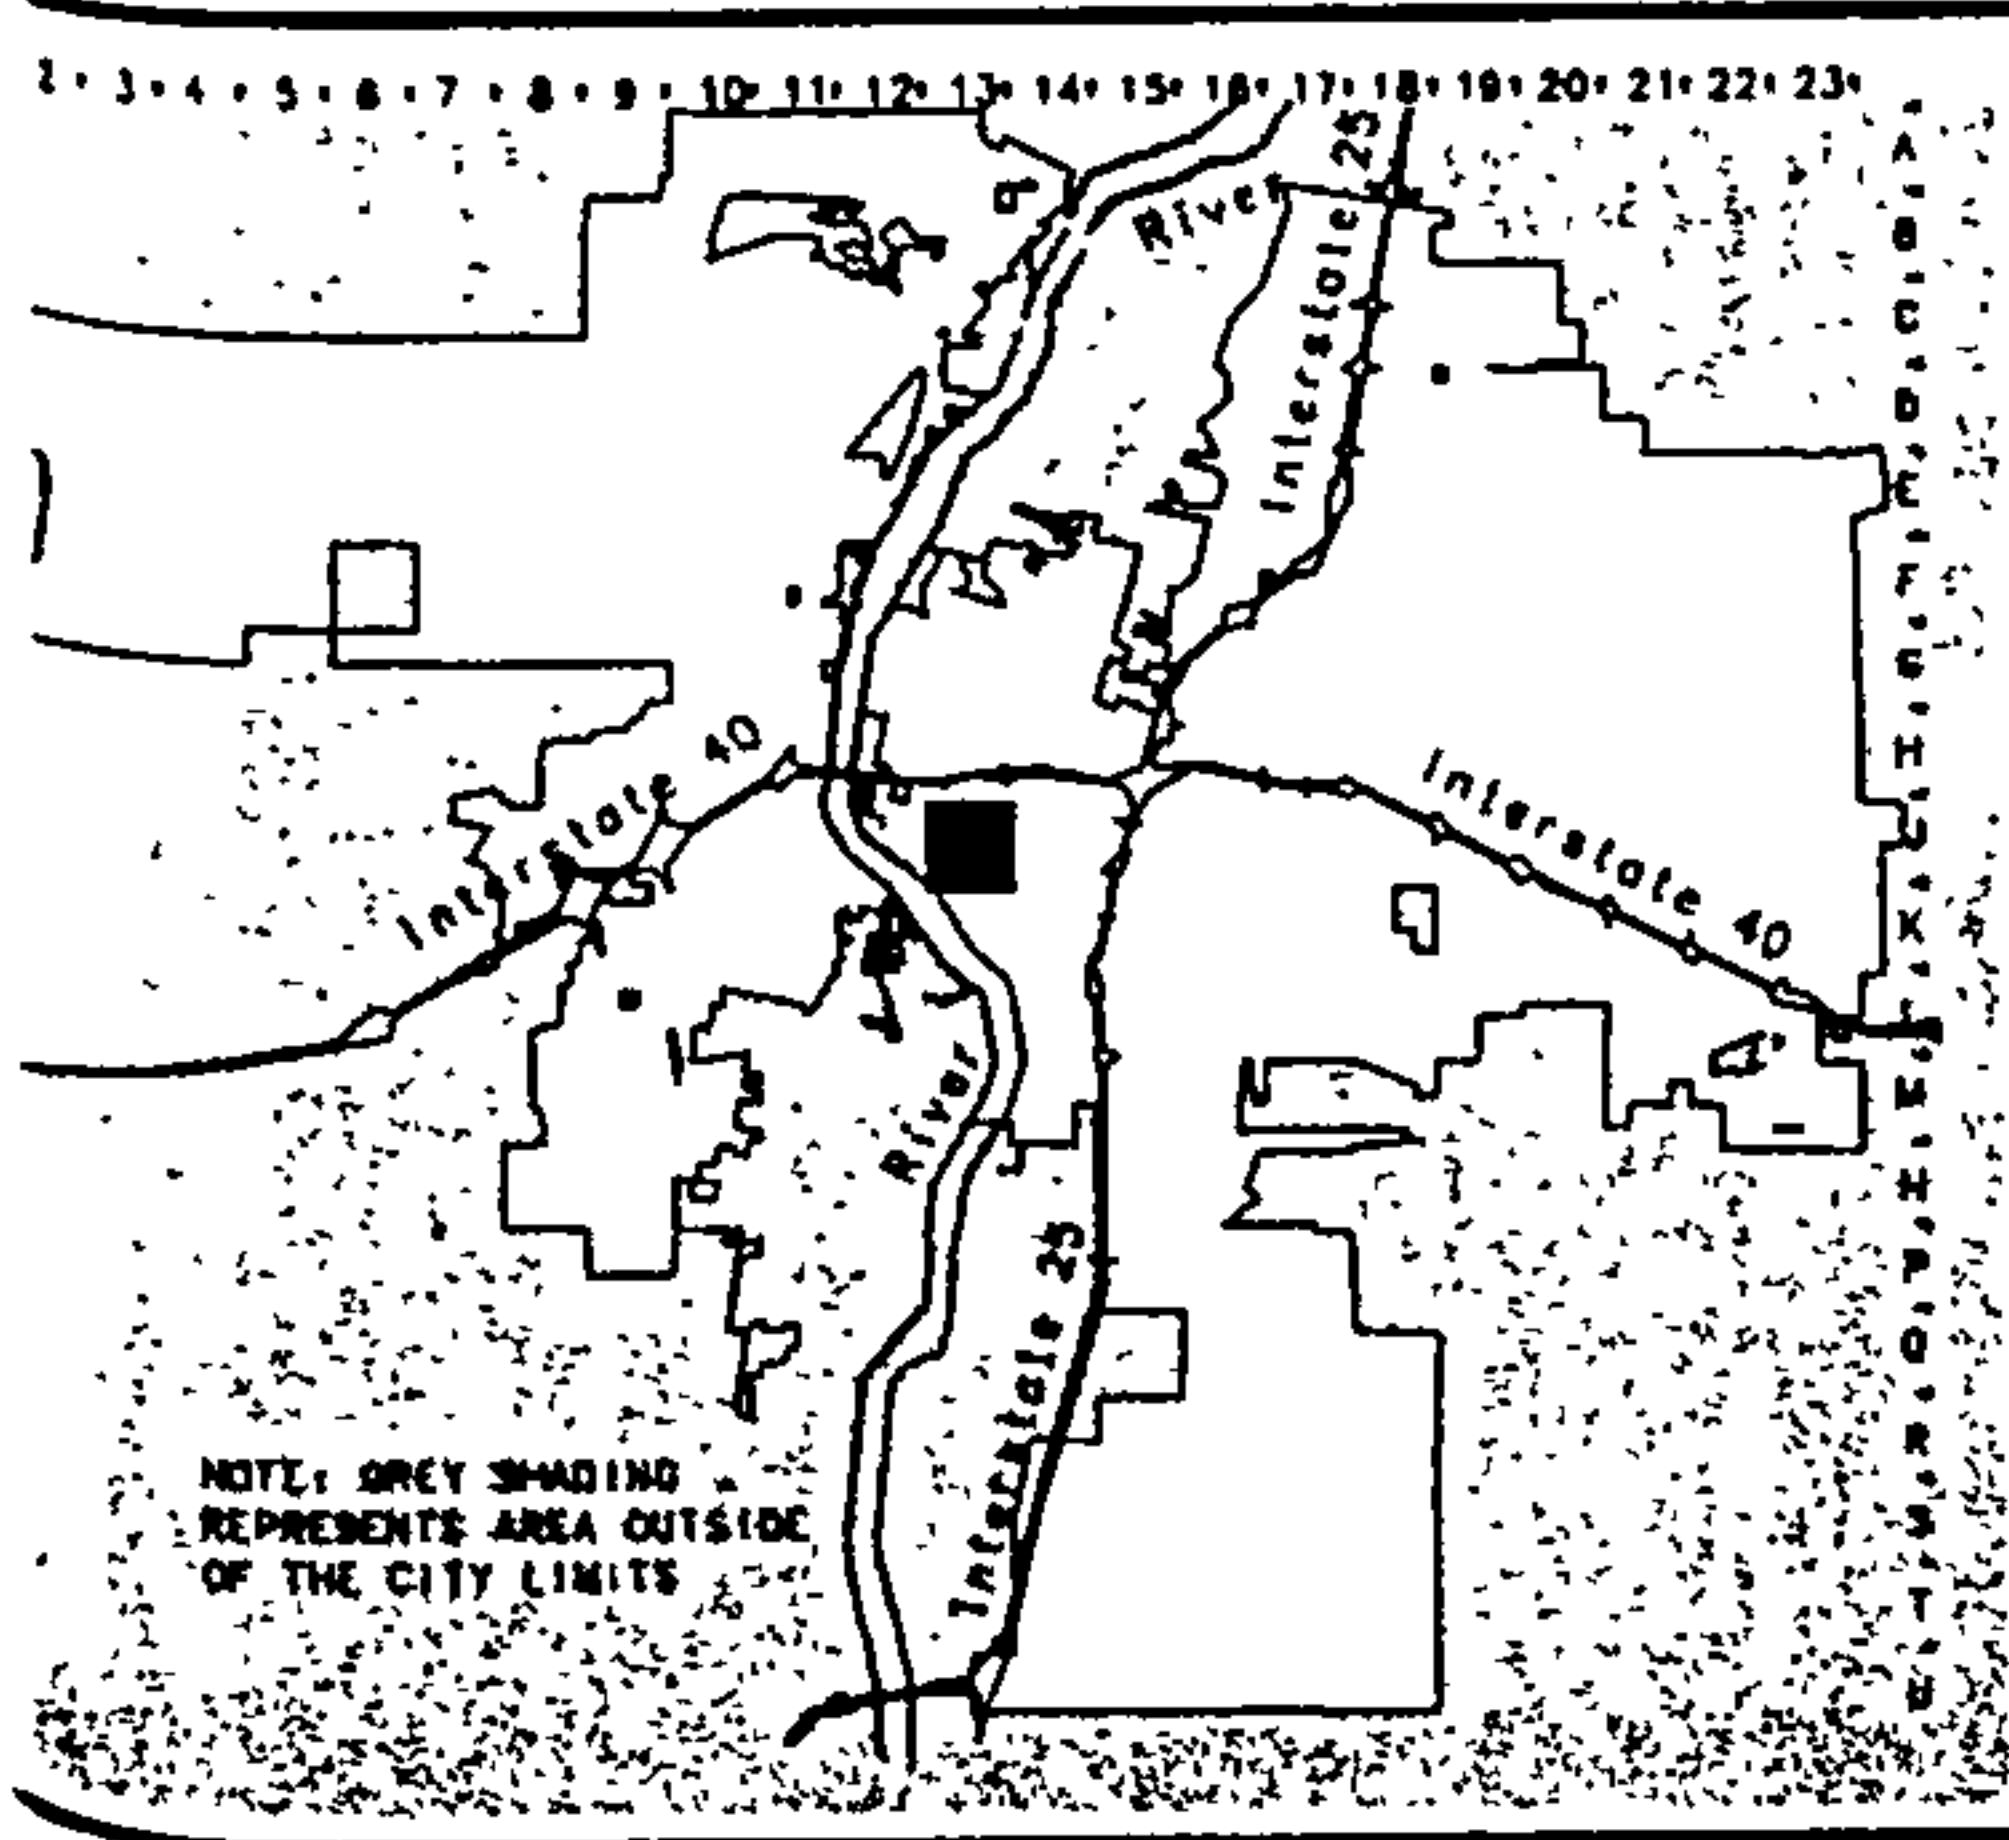 2 · 3 · 4 · 5 · 6 · 7 · 8 · 9 · 10 · 11 · 12 · 13 · 14 · 15 · 16 · 17 · 18 · 19 · 20 · 21 · 22 · 23 ·
River
Interstate 25
A
B
C
D
E
F
G
H
J
K
L
M
N
P
Q
R
S
T
U
Interstate 40
Interstate 40
River
Interstate 25
NOTE: GREY SHADING
REPRESENTS AREA OUTSIDE
OF THE CITY LIMITS